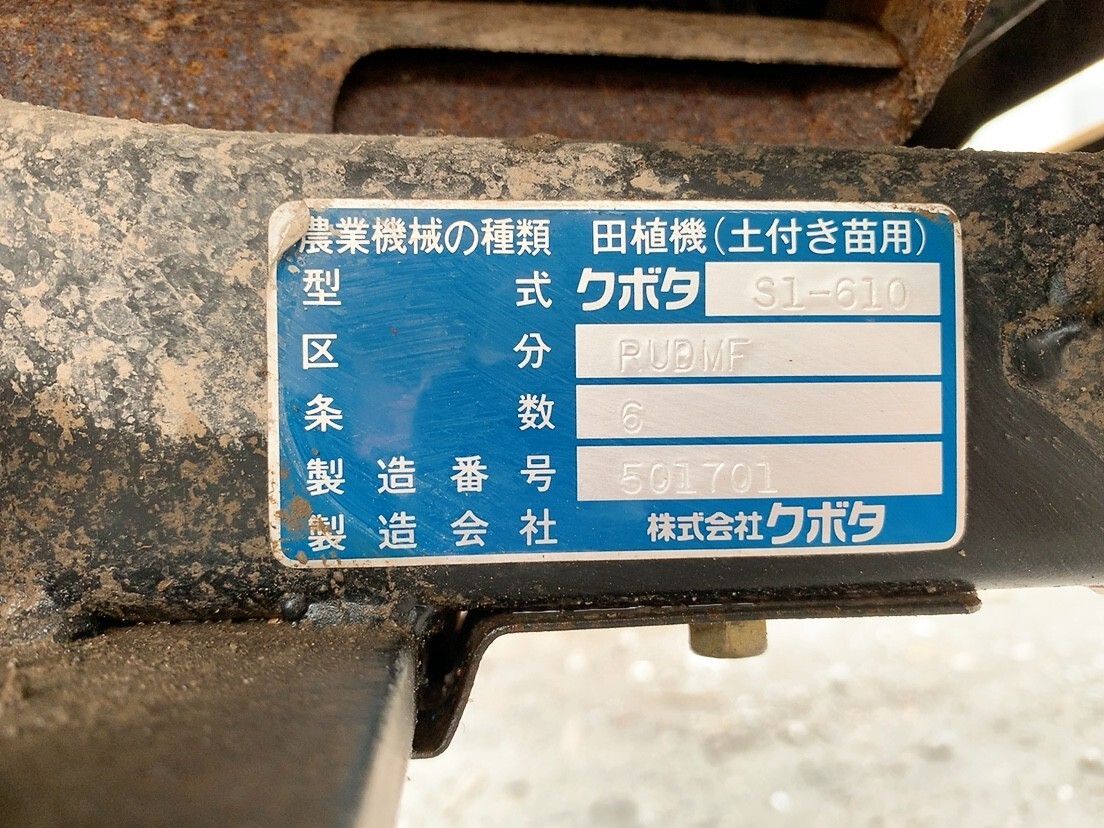 農業機械の種類 田植機(土付き苗用)
型式 クボタ S1-610
区分 RUDMF
条数 6
製造番号 501701
製造会社 株式会社クボタ